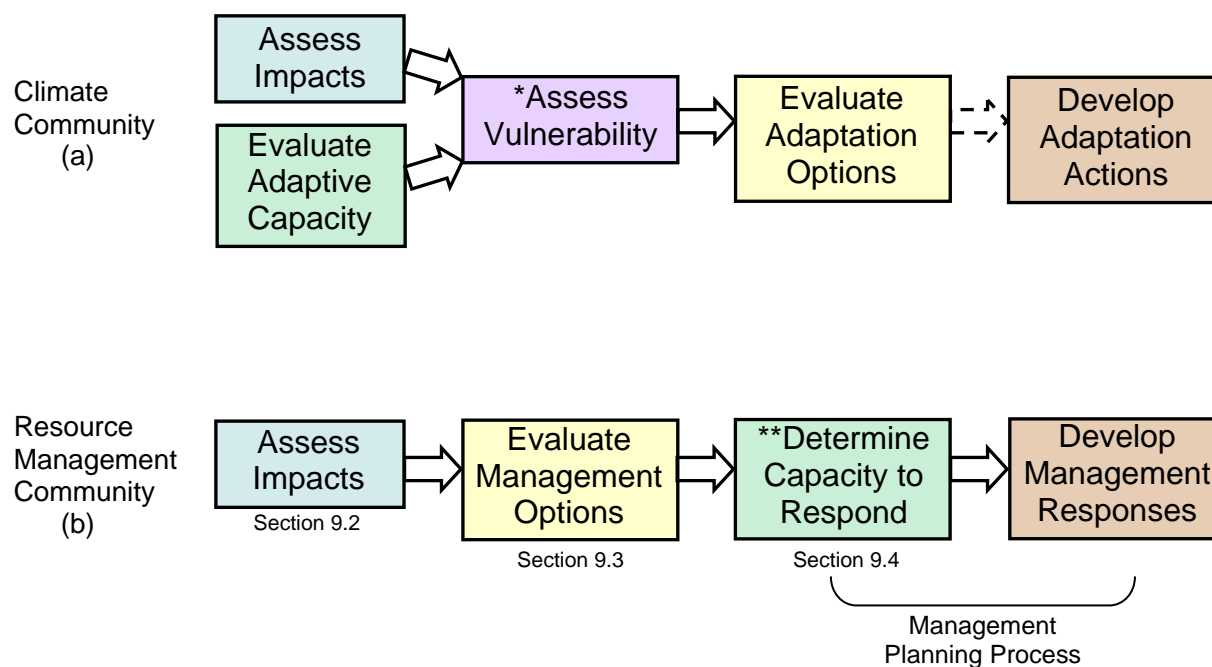 Climate
Community
(a)
Assess
Impacts
Evaluate
Adaptive
Capacity
*Assess
Vulnerability
Evaluate
Adaptation
Options
Develop
Adaptation
Actions
Resource
Management
Community
(b)
Assess
Impacts
Section 9.2
Evaluate
Management
Options
Section 9.3
**Determine
Capacity to
Respond
Section 9.4
Develop
Management
Responses
Management
Planning Process